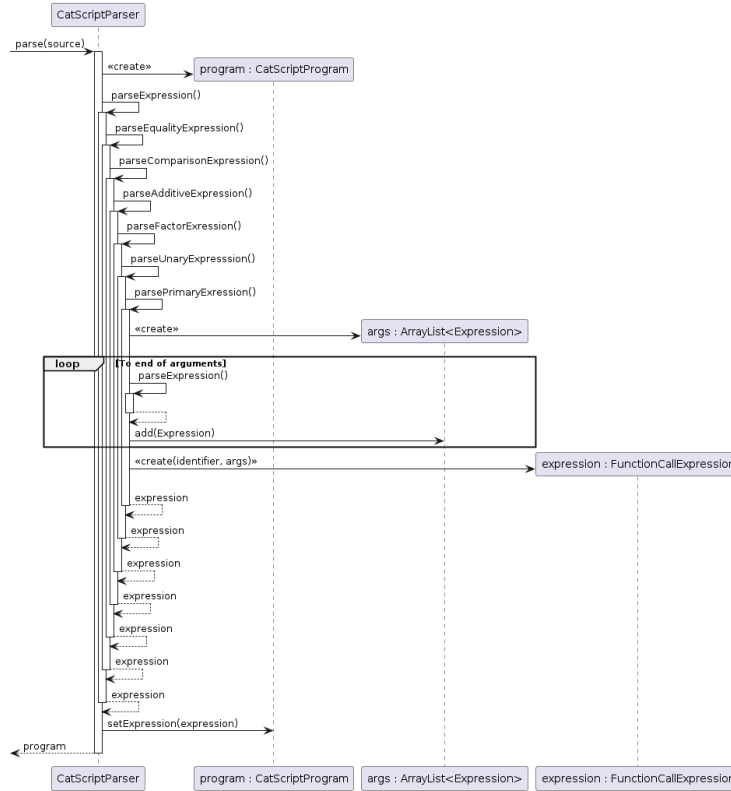 CatScriptParser
parse(source)
«create»
program : CatScriptProgram
parseExpression()
parseEqualityExpression()
parseComparisonExpression()
parseAdditiveExpression()
parseFactorExression()
parseUnaryExpresssion()
parsePrimaryExression()
«create»
args : ArrayList<Expression>
loop [To end of arguments]
parseExpression()
add(Expression)
«create(identifier, args)»
expression : FunctionCallExpression
expression
expression
expression
expression
expression
expression
expression
setExpression(expression)
program
CatScriptParser program : CatScriptProgram args : ArrayList<Expression> expression : FunctionCallExpression